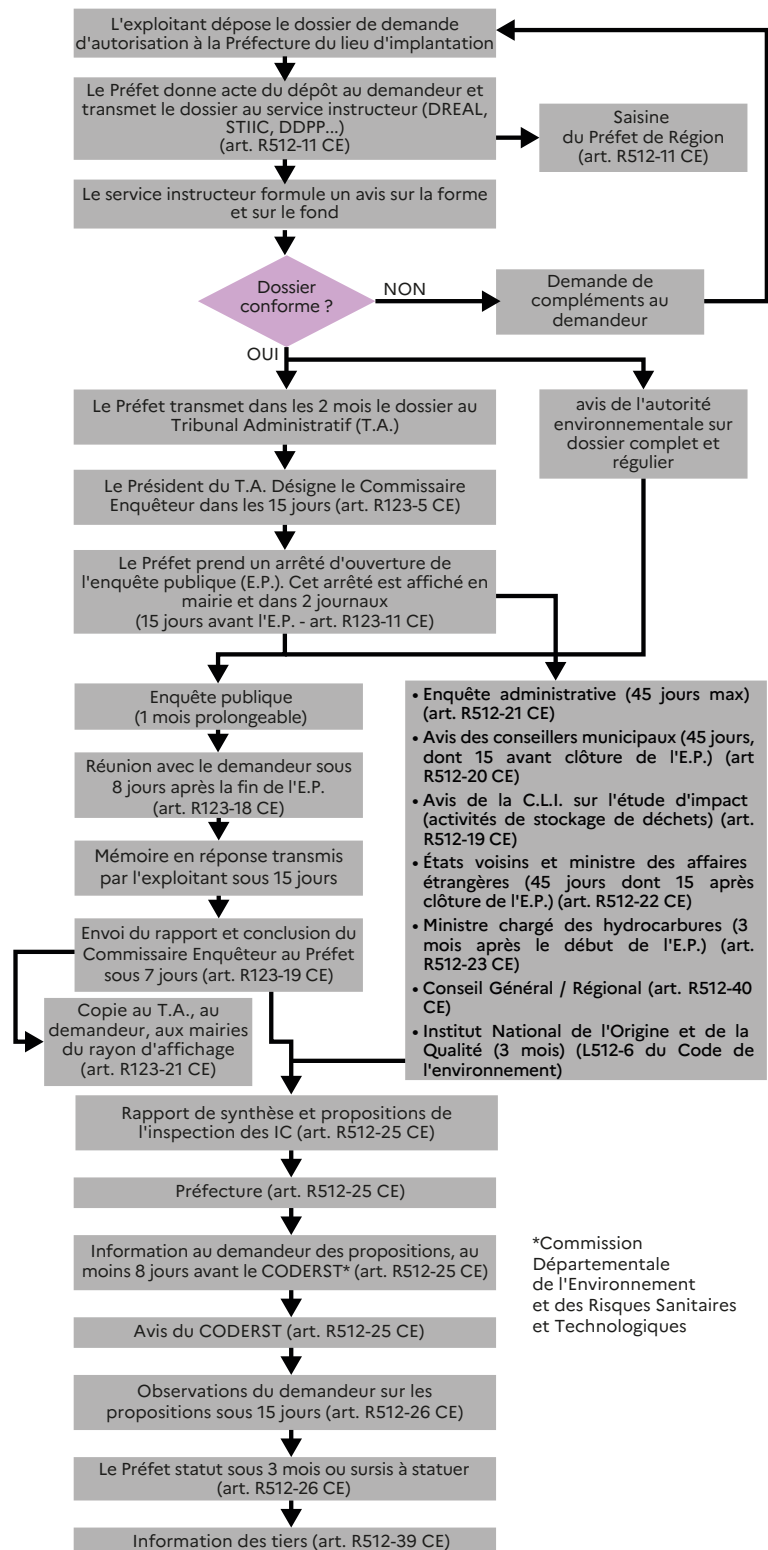 L'exploitant dépose le dossier de demande
d'autorisation à la Préfecture du lieu d'implantation
Le Préfet donne acte du dépôt au demandeur et
transmet le dossier au service instructeur (DREAL,
STIIC, DDPP...)
(art. R512-11 CE)
Saisine
du Préfet de Région
(art. R512-11 CE)
Le service instructeur formule un avis sur la forme
et sur le fond
Dossier
conforme ?
NON
Demande de
compléments au
demandeur
OUI
Le Préfet transmet dans les 2 mois le dossier au
Tribunal Administratif (T.A.)
avis de l'autorité
environnementale sur
dossier complet et
régulier
Le Président du T.A. Désigne le Commissaire
Enquêteur dans les 15 jours (art. R123-5 CE)
Le Préfet prend un arrêté d'ouverture de
l'enquête publique (E.P.). Cet arrêté est affiché en
mairie et dans 2 journaux
(15 jours avant l'E.P. - art. R123-11 CE)
Enquête publique
(1 mois prolongeable)
Réunion avec le demandeur sous
8 jours après la fin de l'E.P.
(art. R123-18 CE)
Mémoire en réponse transmis
par l'exploitant sous 15 jours
Envoi du rapport et conclusion du
Commissaire Enquêteur au Préfet
sous 7 jours (art. R123-19 CE)
Copie au T.A., au
demandeur, aux mairies
du rayon d'affichage
(art. R123-21 CE)
• Enquête administrative (45 jours max)
(art. R512-21 CE)
• Avis des conseillers municipaux (45 jours,
dont 15 avant clôture de l'E.P.) (art
R512-20 CE)
• Avis de la C.L.I. sur l'étude d'impact
(activités de stockage de déchets) (art.
R512-19 CE)
• États voisins et ministre des affaires
étrangères (45 jours dont 15 après
clôture de l'E.P.) (art. R512-22 CE)
• Ministre chargé des hydrocarbures (3
mois après le début de l'E.P.) (art.
R512-23 CE)
• Conseil Général / Régional (art. R512-40
CE)
• Institut National de l'Origine et de la
Qualité (3 mois) (L512-6 du Code de
l'environnement)
Rapport de synthèse et propositions de
l'inspection des IC (art. R512-25 CE)
Préfecture (art. R512-25 CE)
Information au demandeur des propositions, au
moins 8 jours avant le CODERST* (art. R512-25 CE)
*Commission
Départementale
de l'Environnement
et des Risques Sanitaires
et Technologiques
Avis du CODERST (art. R512-25 CE)
Observations du demandeur sur les
propositions sous 15 jours (art. R512-26 CE)
Le Préfet statut sous 3 mois ou sursis à statuer
(art. R512-26 CE)
Information des tiers (art. R512-39 CE)